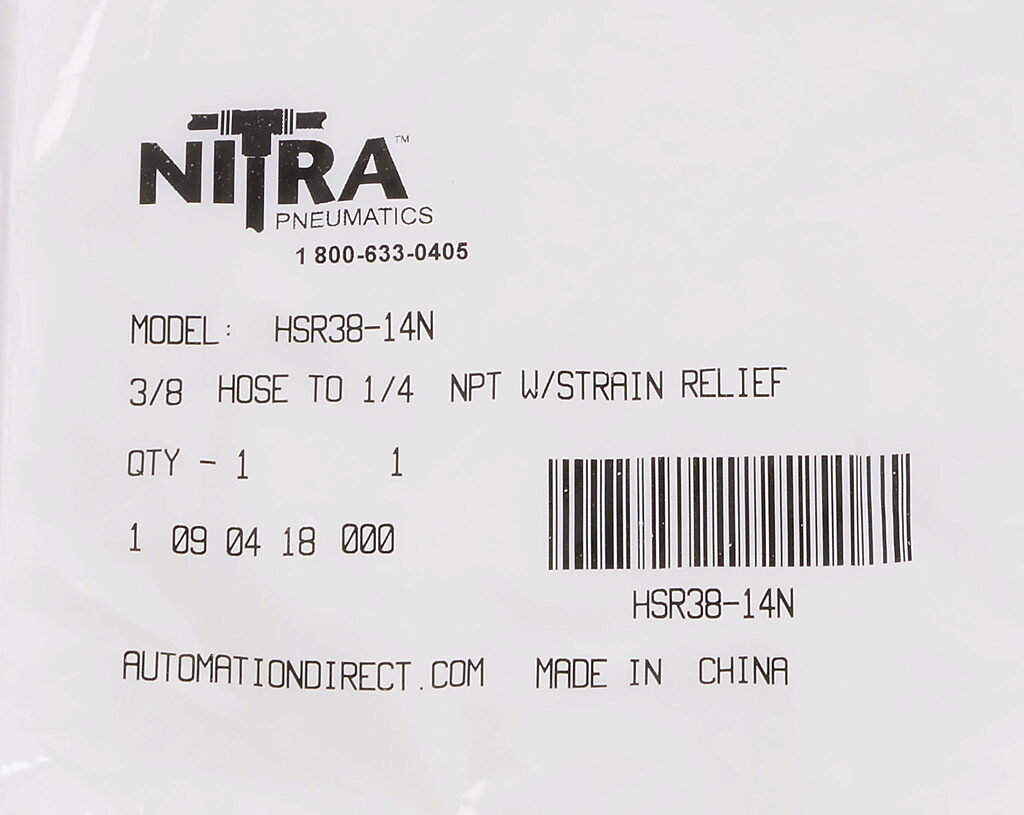 NITRA™
PNEUMATICS
1 800-633-0405
MODEL: HSR38-14N
3/8 HOSE TO 1/4 NPT W/STRAIN RELIEF
QTY - 1 1
1 09 04 18 000
HSR38-14N
AUTOMATIONDIRECT.COM MADE IN CHINA